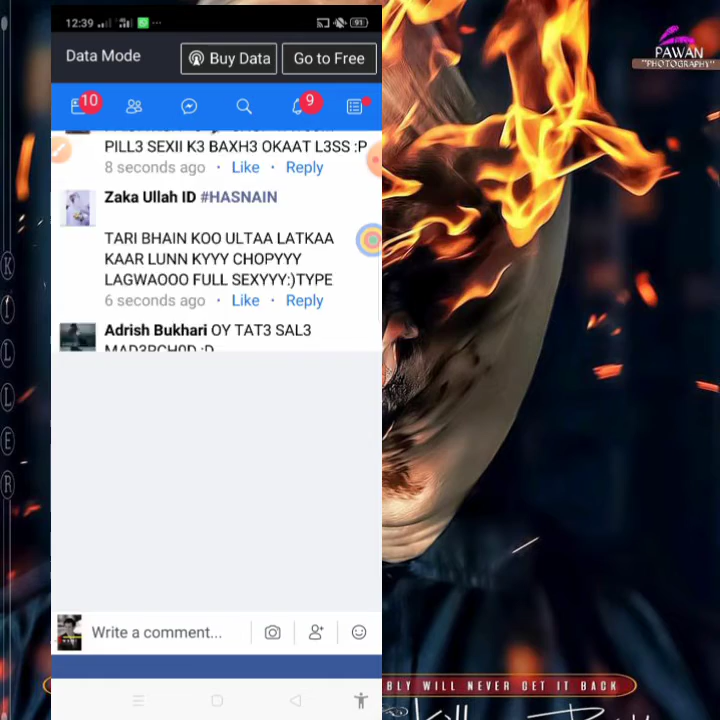 12:39
91
Data Mode
Buy Data
Go to Free
10
9
PILL3 SEXII K3 BAXH3 OKAAT L3SS :P
8 seconds ago · Like · Reply
Zaka Ullah ID #HASNAIN
TARI BHAIN KOO ULTAA LATKAA
KAAR LUNN KYYY CHOPYYY
LAGWAOOO FULL SEXYYY:)TYPE
6 seconds ago · Like · Reply
Adrish Bukhari OY TAT3 SAL3
MAD3RCH0D :D
Write a comment...
PAWAN
"PHOTOGRAPHY"
KILLER
BLY WILL NEVER GET IT BACK